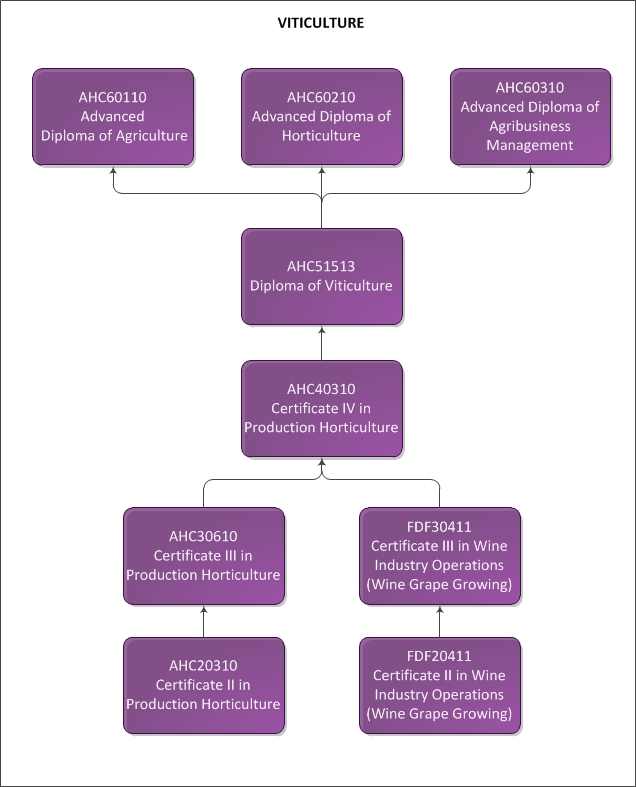 VITICULTURE
AHC60110
Advanced
Diploma of Agriculture
AHC60210
Advanced Diploma of
Horticulture
AHC60310
Advanced Diploma of
Agribusiness
Management
AHC51513
Diploma of Viticulture
AHC40310
Certificate IV in
Production Horticulture
AHC30610
Certificate III in
Production Horticulture
FDF30411
Certificate III in Wine
Industry Operations
(Wine Grape Growing)
AHC20310
Certificate II in
Production Horticulture
FDF20411
Certificate II in Wine
Industry Operations
(Wine Grape Growing)